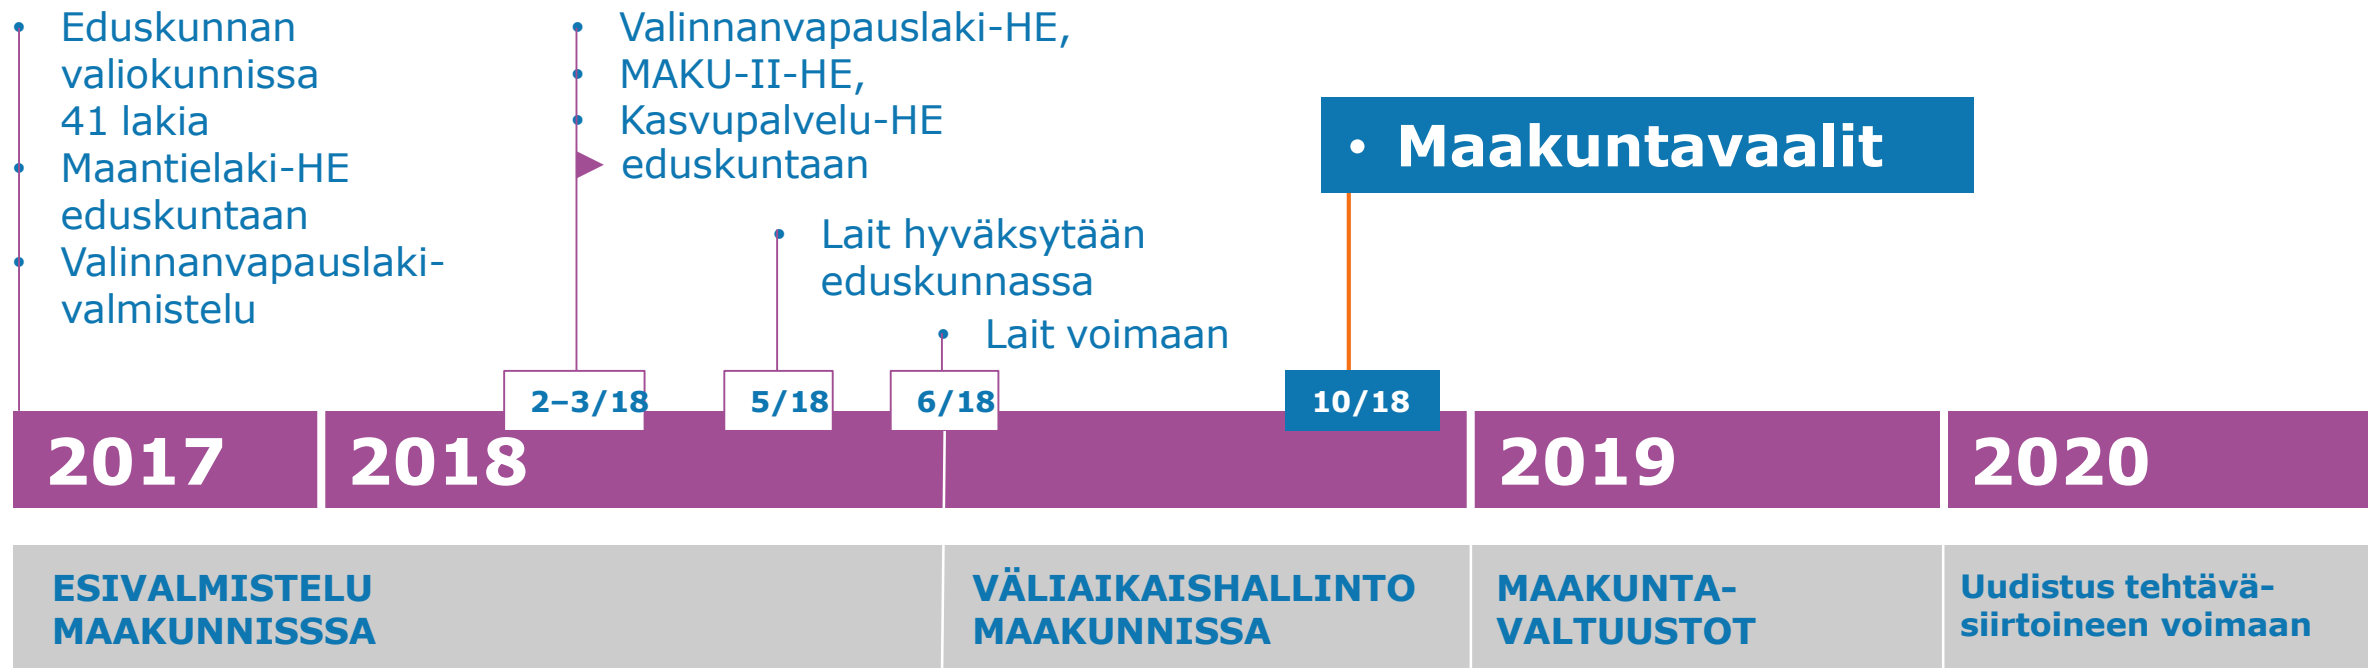 • Eduskunnan
valiokunnissa
41 lakia
• Maantielaki-HE
eduskuntaan
• Valinnanvapauslaki-
valmistelu
• Valinnanvapauslaki-HE,
• MAKU-II-HE,
• Kasvupalvelu-HE
eduskuntaan
• Lait hyväksytään
eduskunnassa
• Lait voimaan
• Maakuntavaalit
2–3/18
5/18
6/18
10/18
2017
2018
2019
2020
ESIVALMISTELU
MAAKUNNISSSA
VÄLIAIKAISHALLINTO
MAAKUNNISSA
MAAKUNTA-
VALTUUSTOT
Uudistus tehtävä-
siirtoineen voimaan